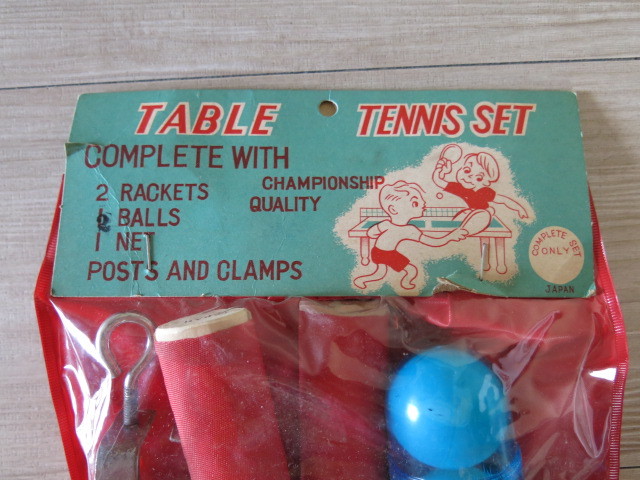 TABLE TENNIS SET
COMPLETE WITH
2 RACKETS
BALLS
1 NET
POSTS AND CLAMPS
CHAMPIONSHIP
QUALITY
COMPLETE SET
ONLY
JAPAN